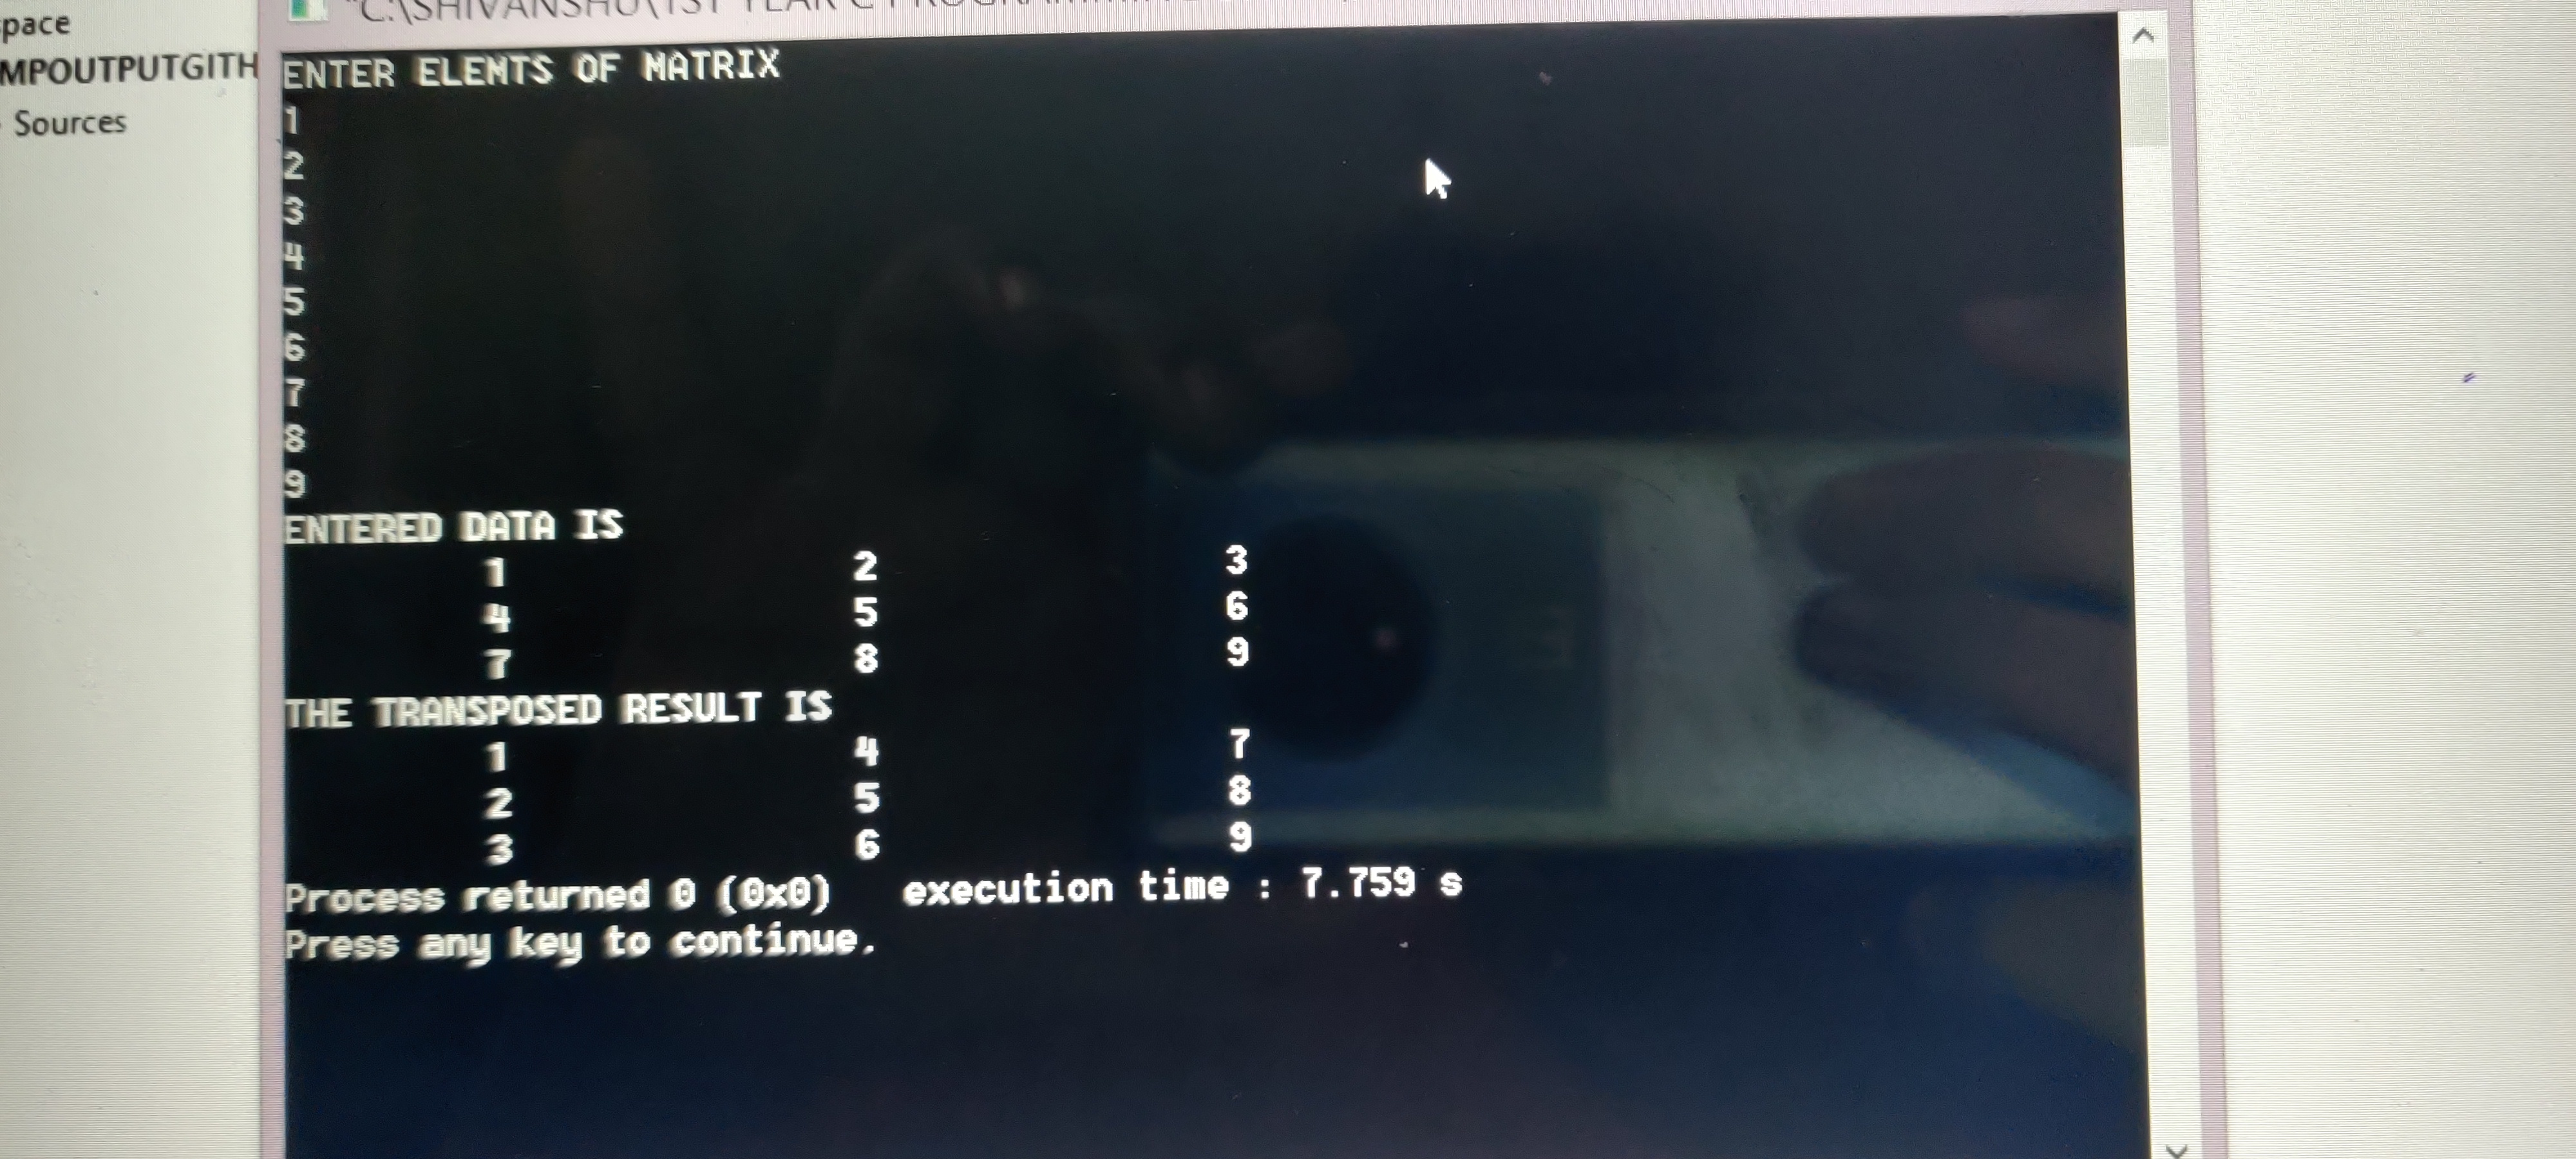 pace
MPOUTPUTGITH
Sources
"C:\SHIVANSHU\1ST YEAR C PROGRAMMI
ENTER ELEMTS OF MATRIX
1
2
3
4
5
6
7
8
9
ENTERED DATA IS
1 2 3
4 5 6
7 8 9
THE TRANSPOSED RESULT IS
1 4 7
2 5 8
3 6 9
Process returned 0 (0x0) execution time : 7.759 s
Press any key to continue.